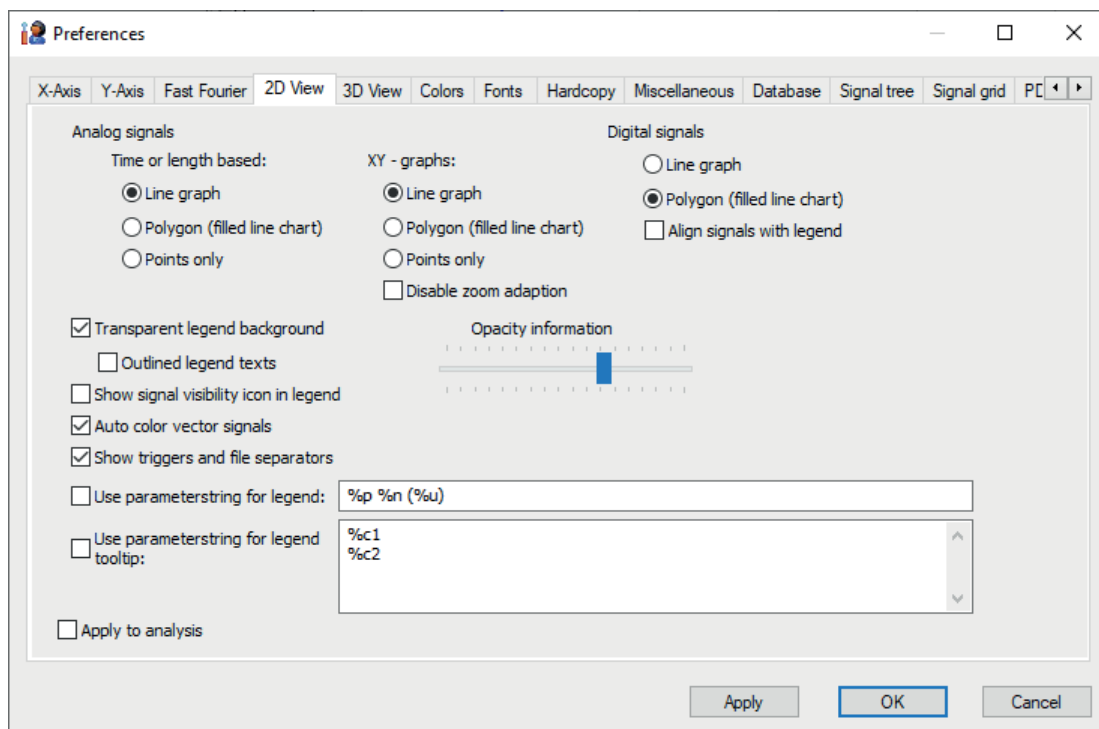 Preferences
X-Axis Y-Axis Fast Fourier 2D View 3D View Colors Fonts Hardcopy Miscellaneous Database Signal tree Signal grid
Analog signals
Time or length based:
Line graph
Polygon (filled line chart)
Points only
XY - graphs:
Line graph
Polygon (filled line chart)
Points only
Disable zoom adaption
Digital signals
Line graph
Polygon (filled line chart)
Align signals with legend
Transparent legend background
Outlined legend texts
Show signal visibility icon in legend
Auto color vector signals
Show triggers and file separators
Opacity information
Use parameterstring for legend: %p %n (%u)
Use parameterstring for legend
tooltip:
%c1
%c2
Apply to analysis
Apply OK Cancel